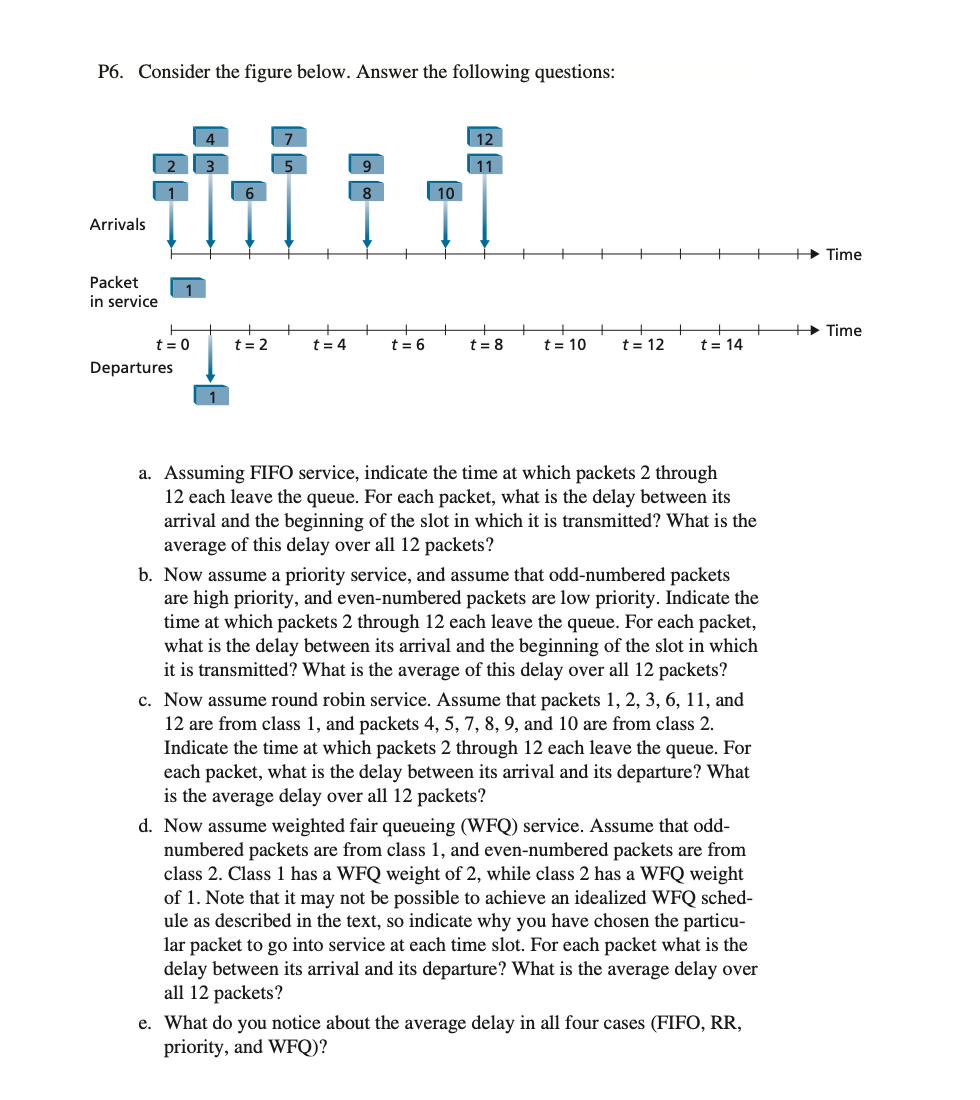 P6. Consider the figure below. Answer the following questions:
4 7 12
2 3 5 9 11
1 6 8 10
Arrivals
Time
Packet
in service
1
Time
t = 0 t = 2 t = 4 t = 6 t = 8 t = 10 t = 12 t = 14
Departures
1
a. Assuming FIFO service, indicate the time at which packets 2 through
12 each leave the queue. For each packet, what is the delay between its
arrival and the beginning of the slot in which it is transmitted? What is the
average of this delay over all 12 packets?
b. Now assume a priority service, and assume that odd-numbered packets
are high priority, and even-numbered packets are low priority. Indicate the
time at which packets 2 through 12 each leave the queue. For each packet,
what is the delay between its arrival and the beginning of the slot in which
it is transmitted? What is the average of this delay over all 12 packets?
c. Now assume round robin service. Assume that packets 1, 2, 3, 6, 11, and
12 are from class 1, and packets 4, 5, 7, 8, 9, and 10 are from class 2.
Indicate the time at which packets 2 through 12 each leave the queue. For
each packet, what is the delay between its arrival and its departure? What
is the average delay over all 12 packets?
d. Now assume weighted fair queueing (WFQ) service. Assume that odd-
numbered packets are from class 1, and even-numbered packets are from
class 2. Class 1 has a WFQ weight of 2, while class 2 has a WFQ weight
of 1. Note that it may not be possible to achieve an idealized WFQ sched-
ule as described in the text, so indicate why you have chosen the particu-
lar packet to go into service at each time slot. For each packet what is the
delay between its arrival and its departure? What is the average delay over
all 12 packets?
e. What do you notice about the average delay in all four cases (FIFO, RR,
priority, and WFQ)?